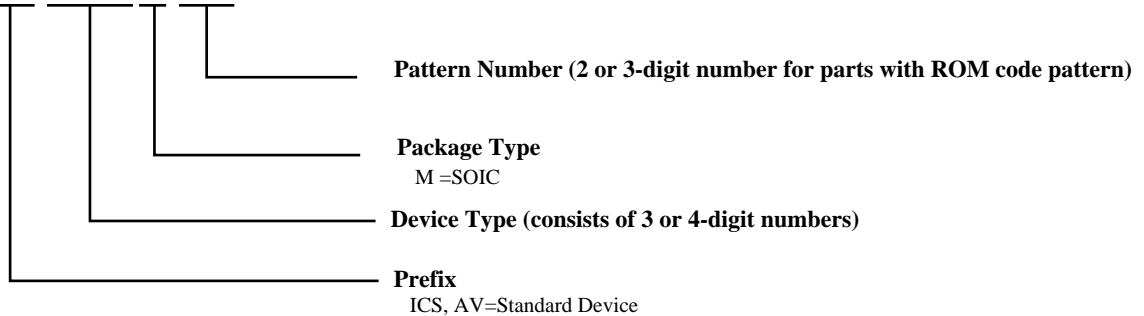 Pattern Number (2 or 3-digit number for parts with ROM code pattern)
Package Type
M =SOIC
Device Type (consists of 3 or 4-digit numbers)
Prefix
ICS, AV=Standard Device